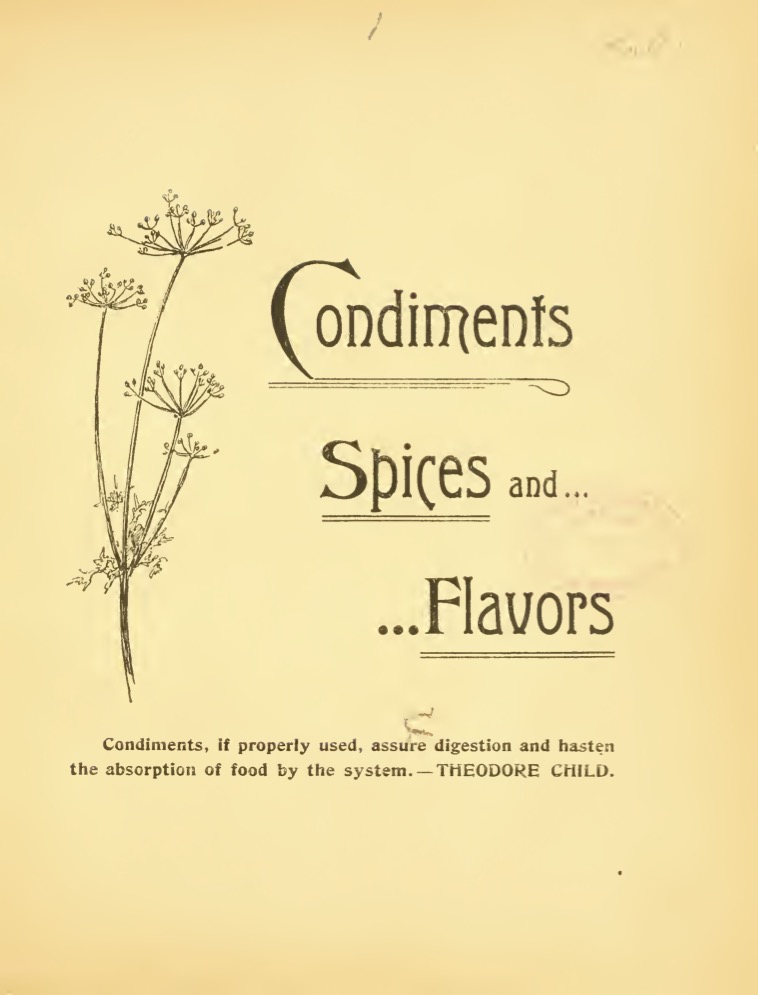 Condiments
Spices and...
...Flavors
Condiments, if properly used, assure digestion and hasten
the absorption of food by the system.—THEODORE CHILD.